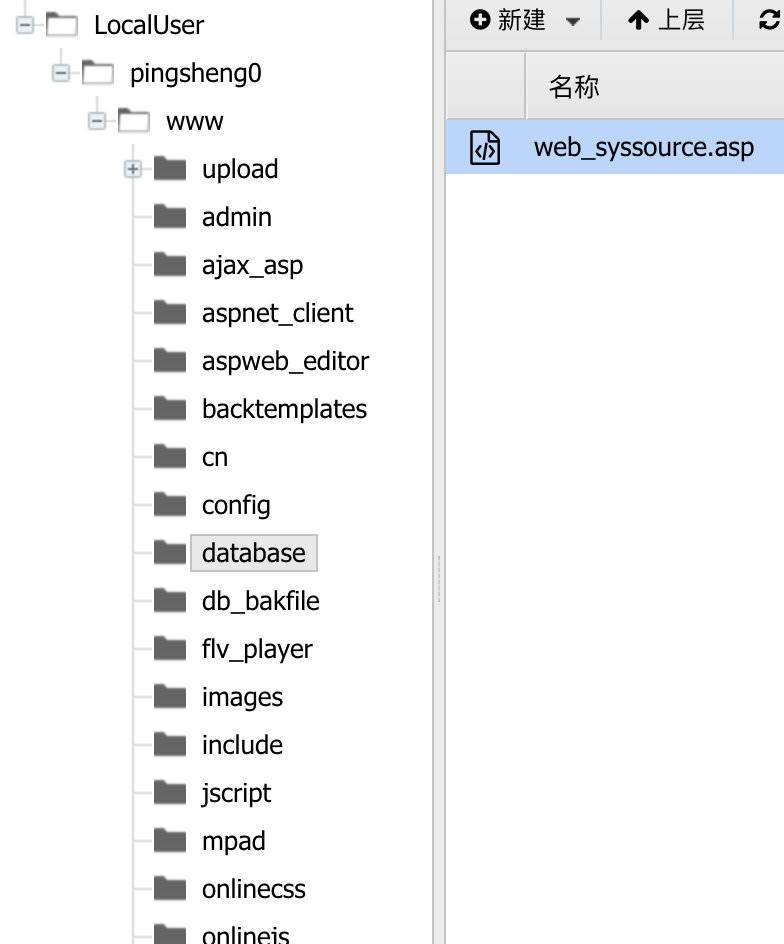 LocalUser
pingsheng0
www
upload
admin
ajax_asp
aspnet_client
aspweb_editor
backtemplates
cn
config
database
db_bakfile
flv_player
images
include
jscript
mpad
onlinecss
onlinejs
新建 上层
名称
web_syssource.asp